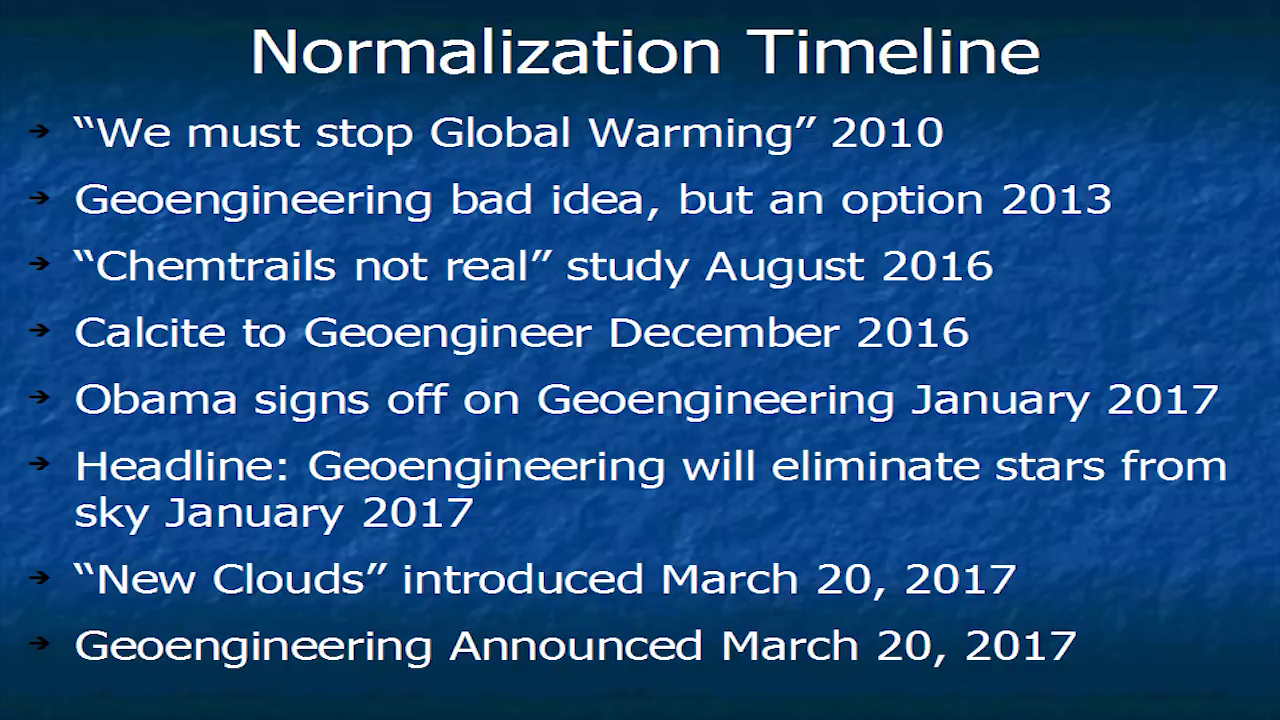 Normalization Timeline
“We must stop Global Warming” 2010
Geoengineering bad idea, but an option 2013
“Chemtrails not real” study August 2016
Calcite to Geoengineer December 2016
Obama signs off on Geoengineering January 2017
Headline: Geoengineering will eliminate stars from
sky January 2017
“New Clouds” introduced March 20, 2017
Geoengineering Announced March 20, 2017